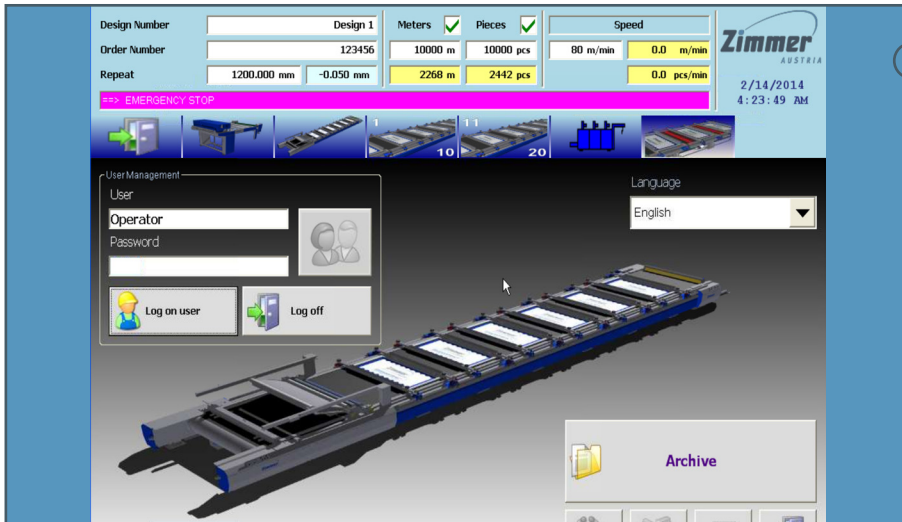 Design Number Design 1 Meters Pieces Speed
Order Number 123456 10000 m 10000 pcs 80 m/min 0.0 m/min
Repeat 1200.000 mm -0.050 mm 2268 m 2442 pcs 0.0 pcs/min
Zimmer
AUSTRIA
2/14/2014
4:23:49 AM
==> EMERGENCY STOP
1 10 11 20
User Management
User
Operator
Password
Log on user Log off
Language
English
Archive